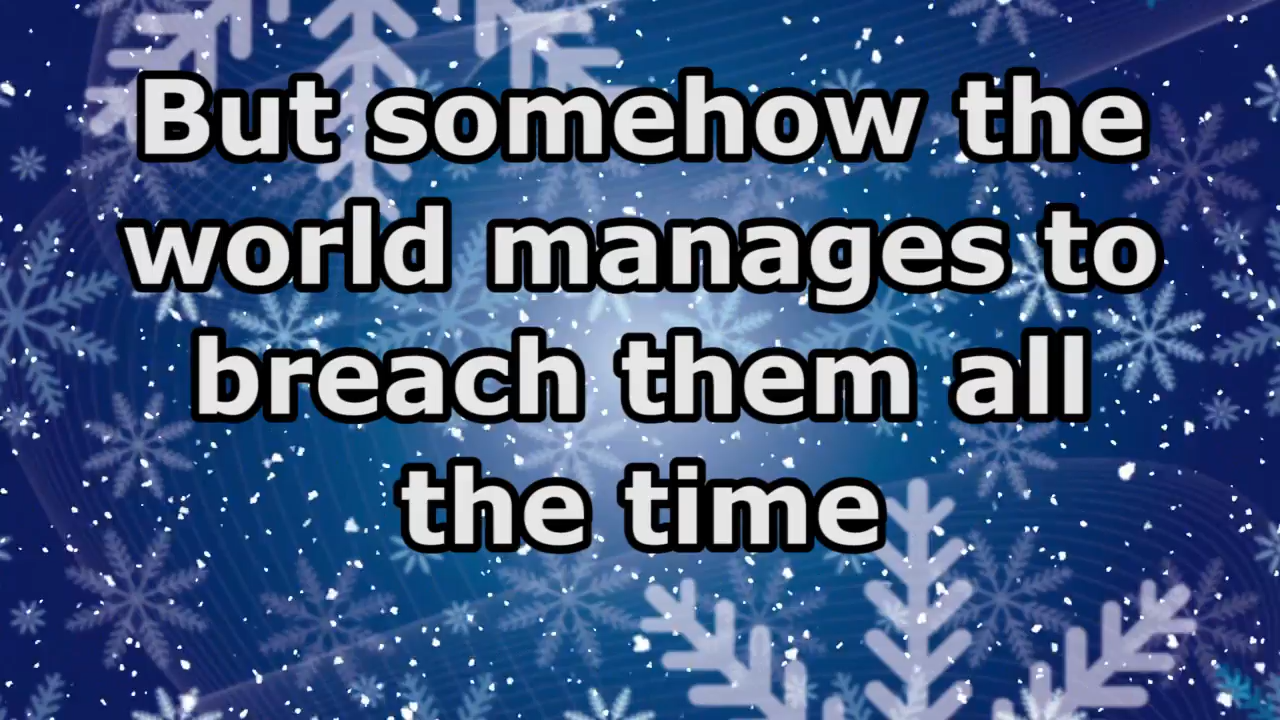 But somehow the
world manages to
breach them all
the time